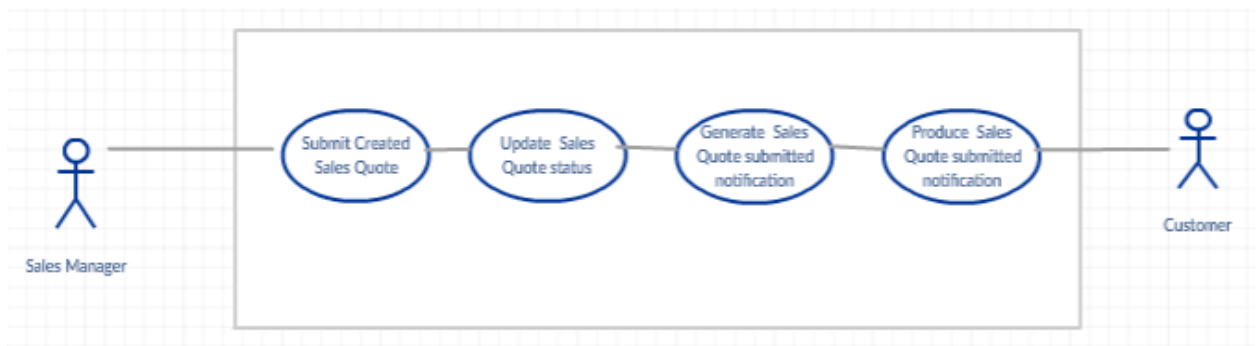 Submit Created
Sales Quote
Update Sales
Quote status
Generate Sales
Quote submitted
notification
Produce Sales
Quote submitted
notification
Sales Manager
Customer